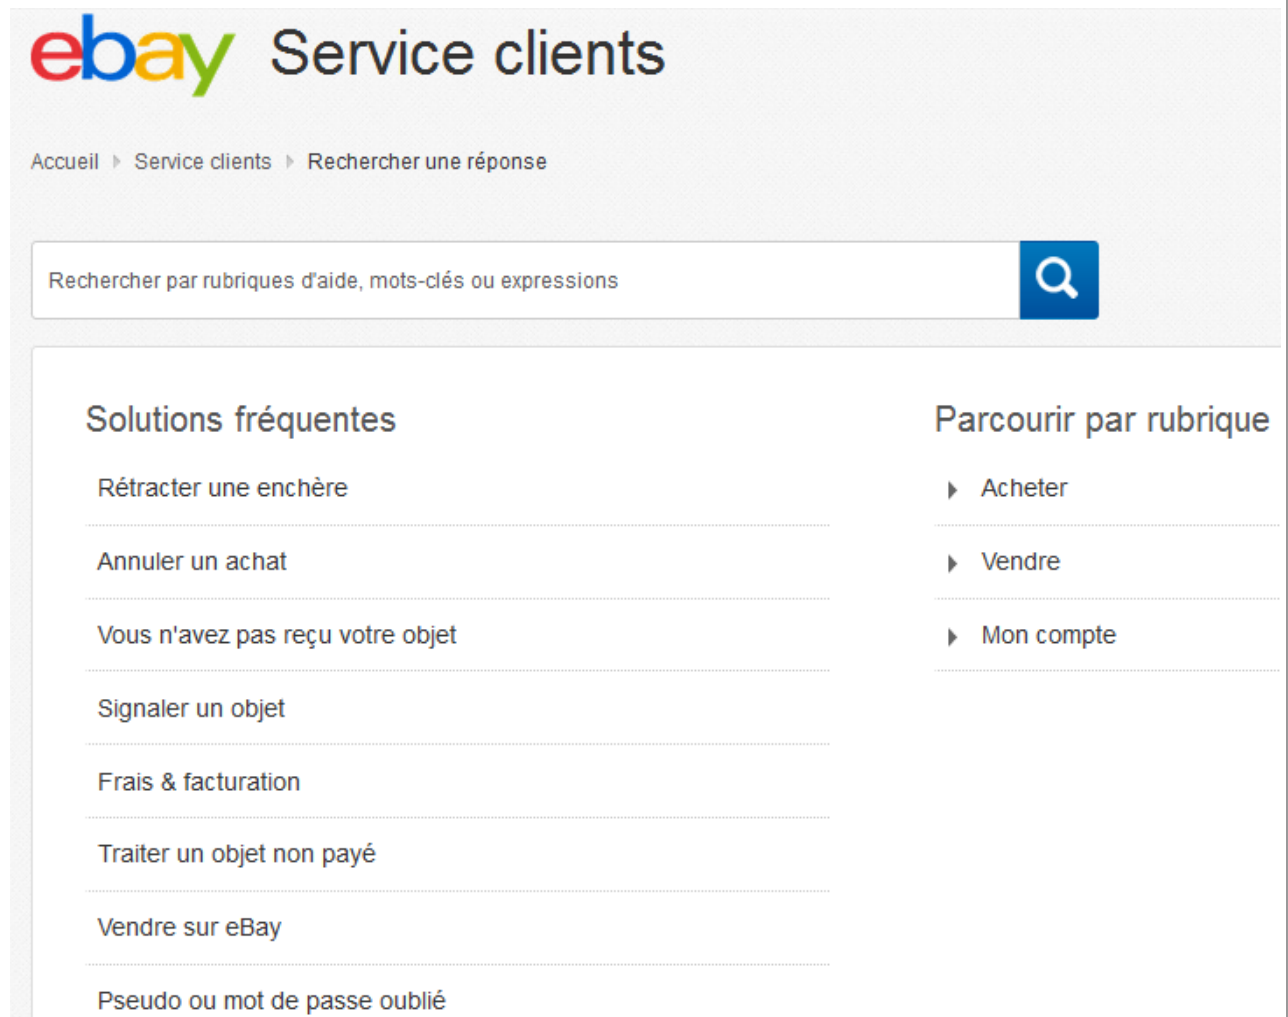 ebay Service clients
Accueil Service clients Rechercher une réponse
Rechercher par rubriques d'aide, mots-clés ou expressions
Solutions fréquentes
Rétracter une enchère
Annuler un achat
Vous n'avez pas reçu votre objet
Signaler un objet
Frais & facturation
Traiter un objet non payé
Vendre sur eBay
Pseudo ou mot de passe oublié
Parcourir par rubrique
Acheter
Vendre
Mon compte